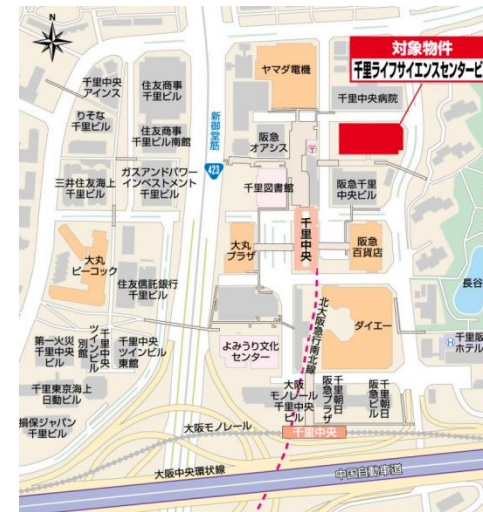 N
対象物件
千里ライフサイエンスセンタービ
ヤマダ電機
千里中央病院
千里中央
アインス
住友商事
千里ビル
りそな
千里ビル
住友商事
千里ビル南館
新御堂筋
423
阪急
オアシス
三井住友海上
千里ビル
ガスアンドパワー
インベストメント
千里ビル
千里図書館
阪急千里
中央ビル
千里中央
大丸
ピーコック
大丸
プラザ
阪急
百貨店
住友信託銀行
千里ビル
北大阪急行南北線
長谷
ダイエー
第一火災
千里中央
ビル
千里中央
ツインビル
別館
千里中央
ツインビル
東館
よみうり文化
センター
千里阪
ホテル
千里東京海上
日動ビル
大阪
モノレール
千里中央
ビル
千里朝日
阪急プラザ
千里朝日
阪急ビル
損保ジャパン
千里ビル
大阪モノレール
千里中央
大阪中央環状線
中国自動車道